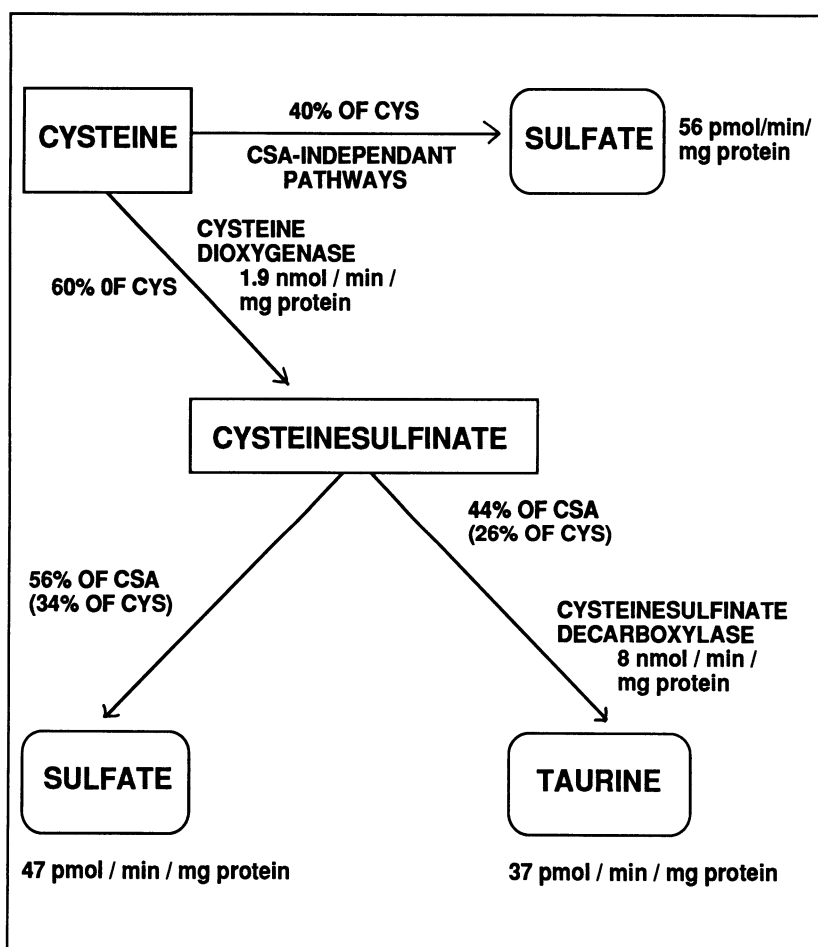 40% OF CYS
CYSTEINE
SULFATE
56 pmol/min/
mg protein
CSA-INDEPENDANT
PATHWAYS
CYSTEINE
DIOXYGENASE
1.9 nmol / min /
mg protein
60% 0F CYS
CYSTEINESULFINATE
44% OF CSA
(26% OF CYS)
56% OF CSA
(34% OF CYS)
CYSTEINESULFINATE
DECARBOXYLASE
8 nmol / min /
mg protein
SULFATE
TAURINE
47 pmol / min / mg protein
37 pmol / min / mg protein